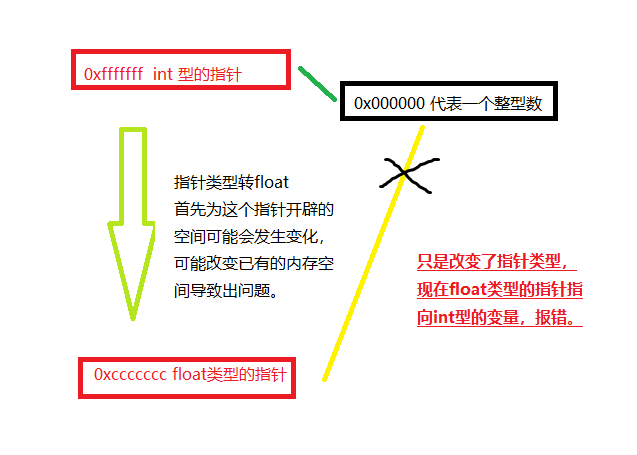 0xfffffff int 型的指针
0x000000 代表一个整型数
指针类型转float
首先为这个指针开辟的
空间可能会发生变化，
可能改变已有的内存空
间导致出问题。
只是改变了指针类型，
现在float类型的指针指
向int型的变量，报错。
0xccccccc float类型的指针